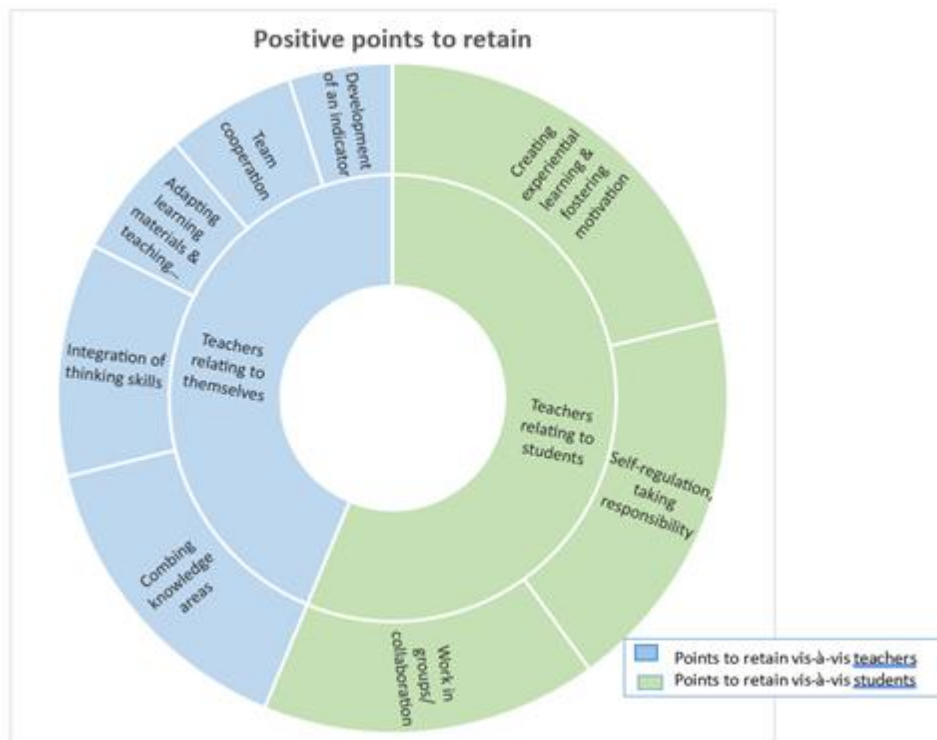 Positive points to retain
Development
of an indicator
Team
cooperation
Adapting
learning
materials &
teaching...
Integration of
thinking skills
Combing
knowledge
areas
Teachers
relating to
themselves
Creating
experiential
learning &
fostering
motivation
Teachers
relating to
students
Self-regulation,
taking
responsibility
Work in
groups/
collaboration
Points to retain vis-à-vis teachers
Points to retain vis-à-vis students